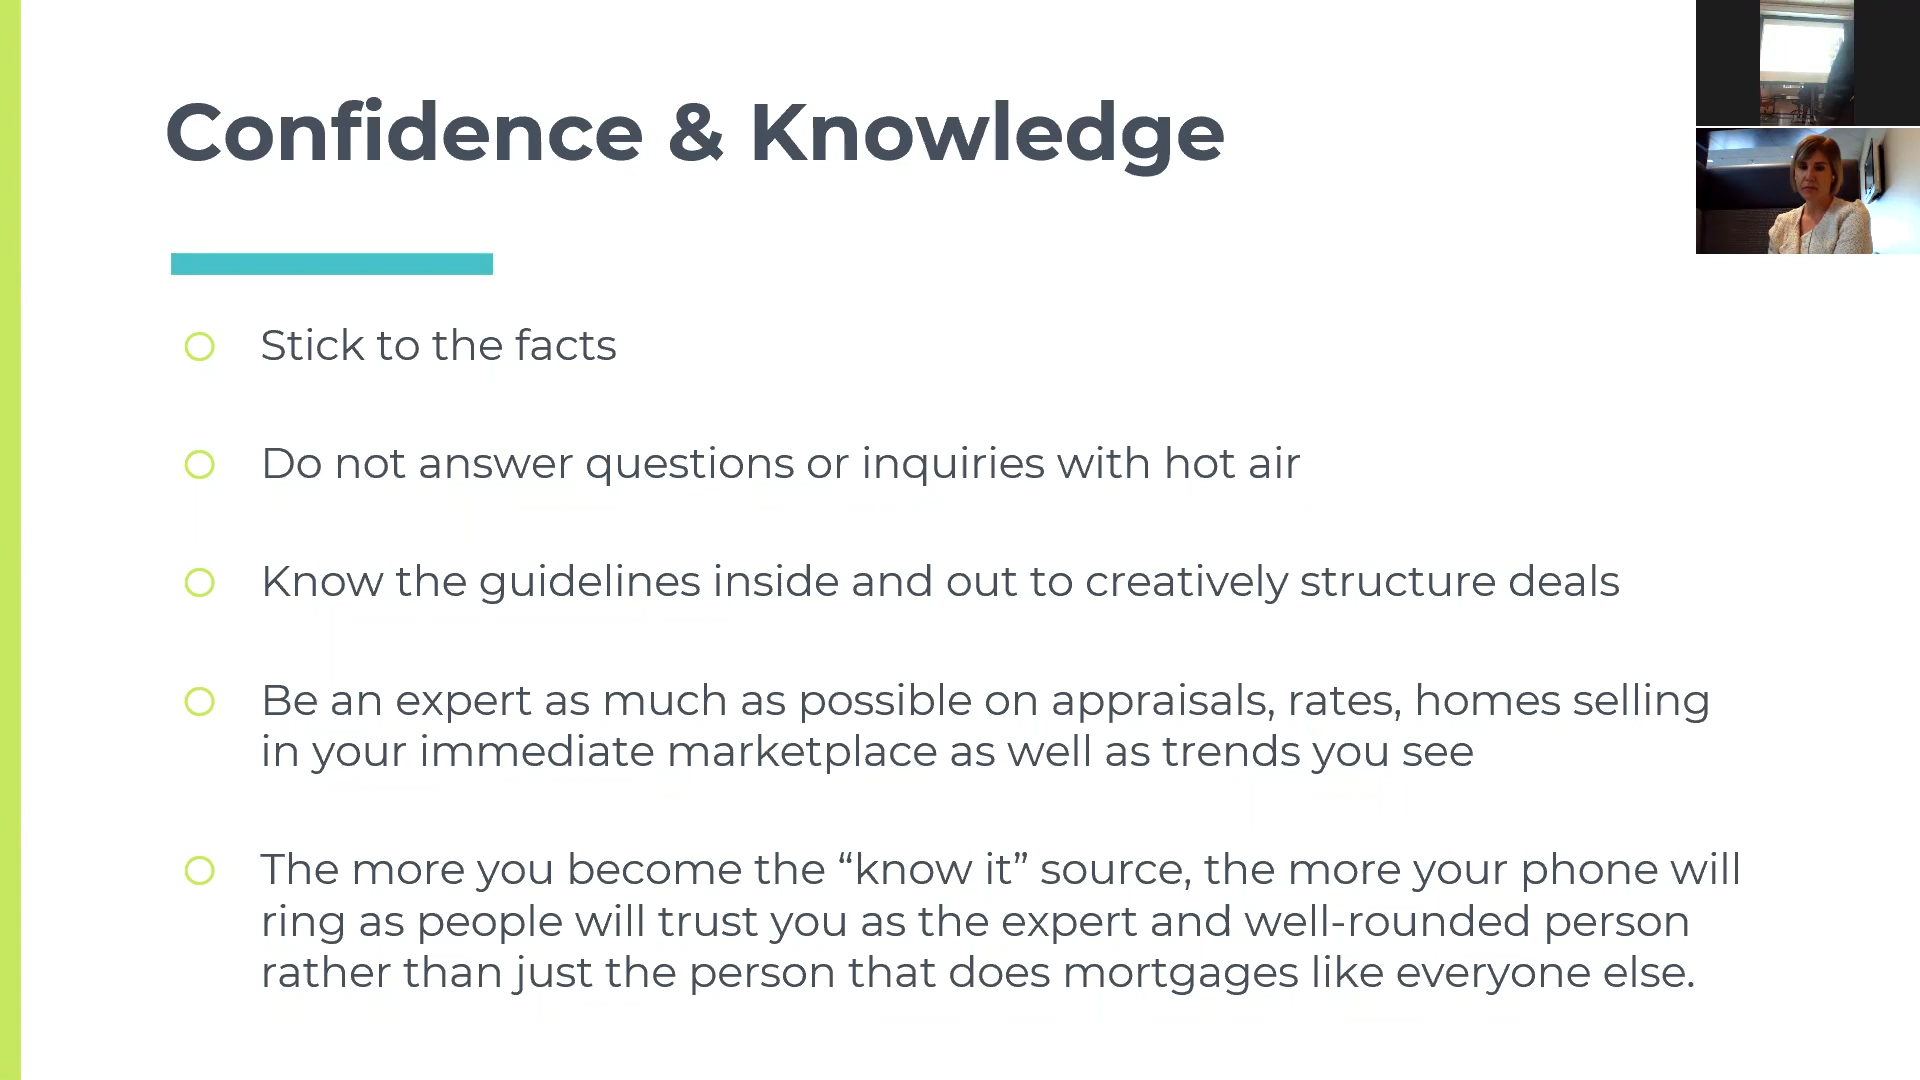 Confidence & Knowledge
Stick to the facts
Do not answer questions or inquiries with hot air
Know the guidelines inside and out to creatively structure deals
Be an expert as much as possible on appraisals, rates, homes selling
in your immediate marketplace as well as trends you see
The more you become the “know it” source, the more your phone will
ring as people will trust you as the expert and well-rounded person
rather than just the person that does mortgages like everyone else.